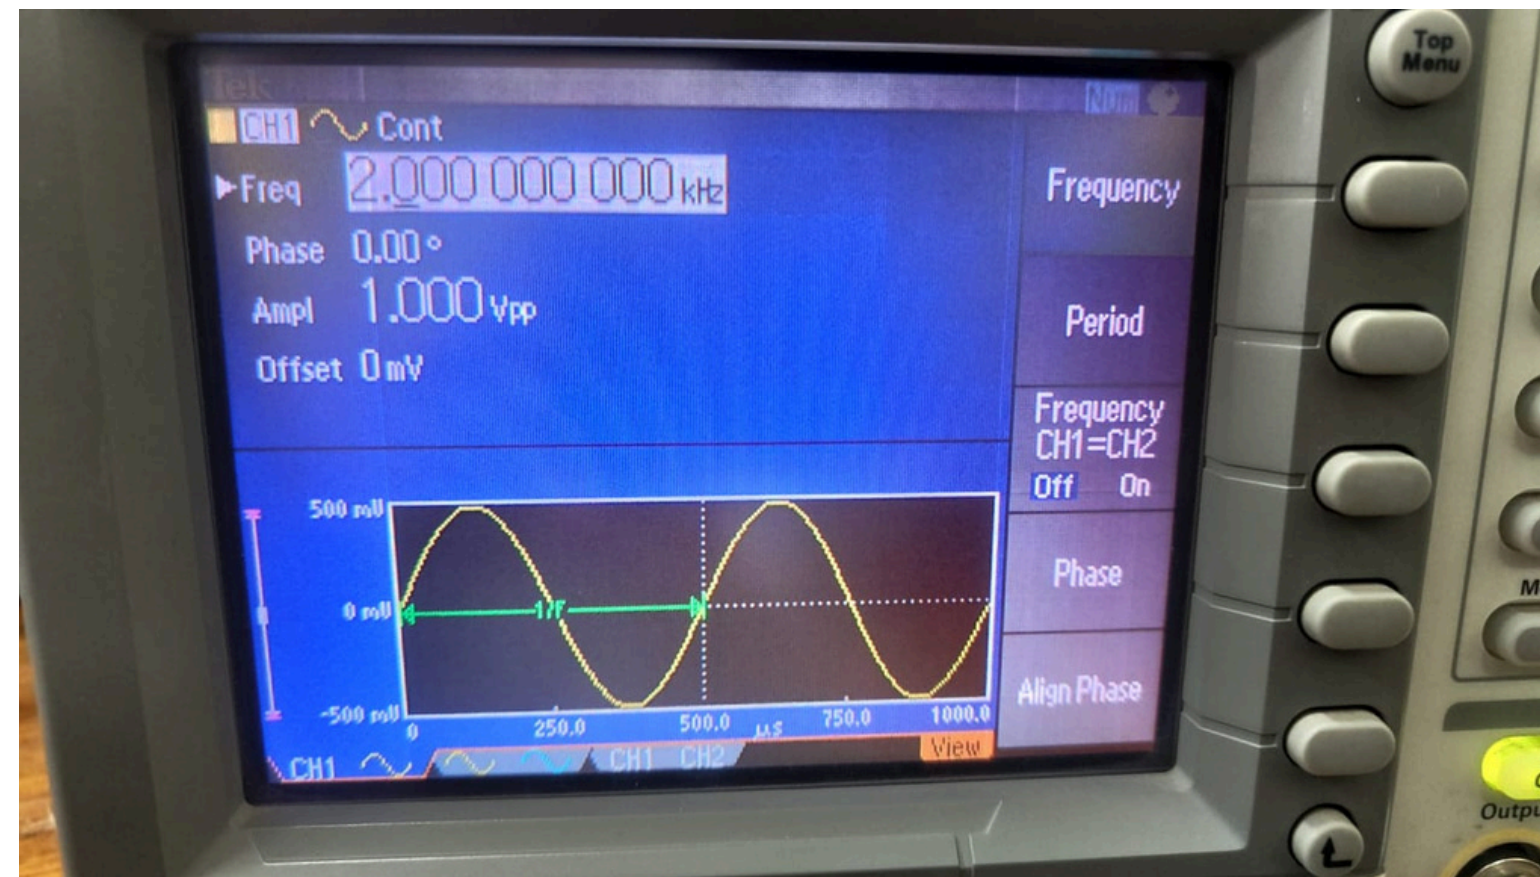 Top
Menu
Tek
Num
CH1 Cont
Freq 2.000 000 000 kHz
Phase 0.00 °
Ampl 1.000 Vpp
Offset 0 mV
Frequency
Period
Frequency
CH1=CH2
Off On
Phase
Align Phase
500 mV
0 mV
-500 mV
1/F
0 250.0 500.0 µs 750.0 1000.0
View
CH1 CH1 CH2